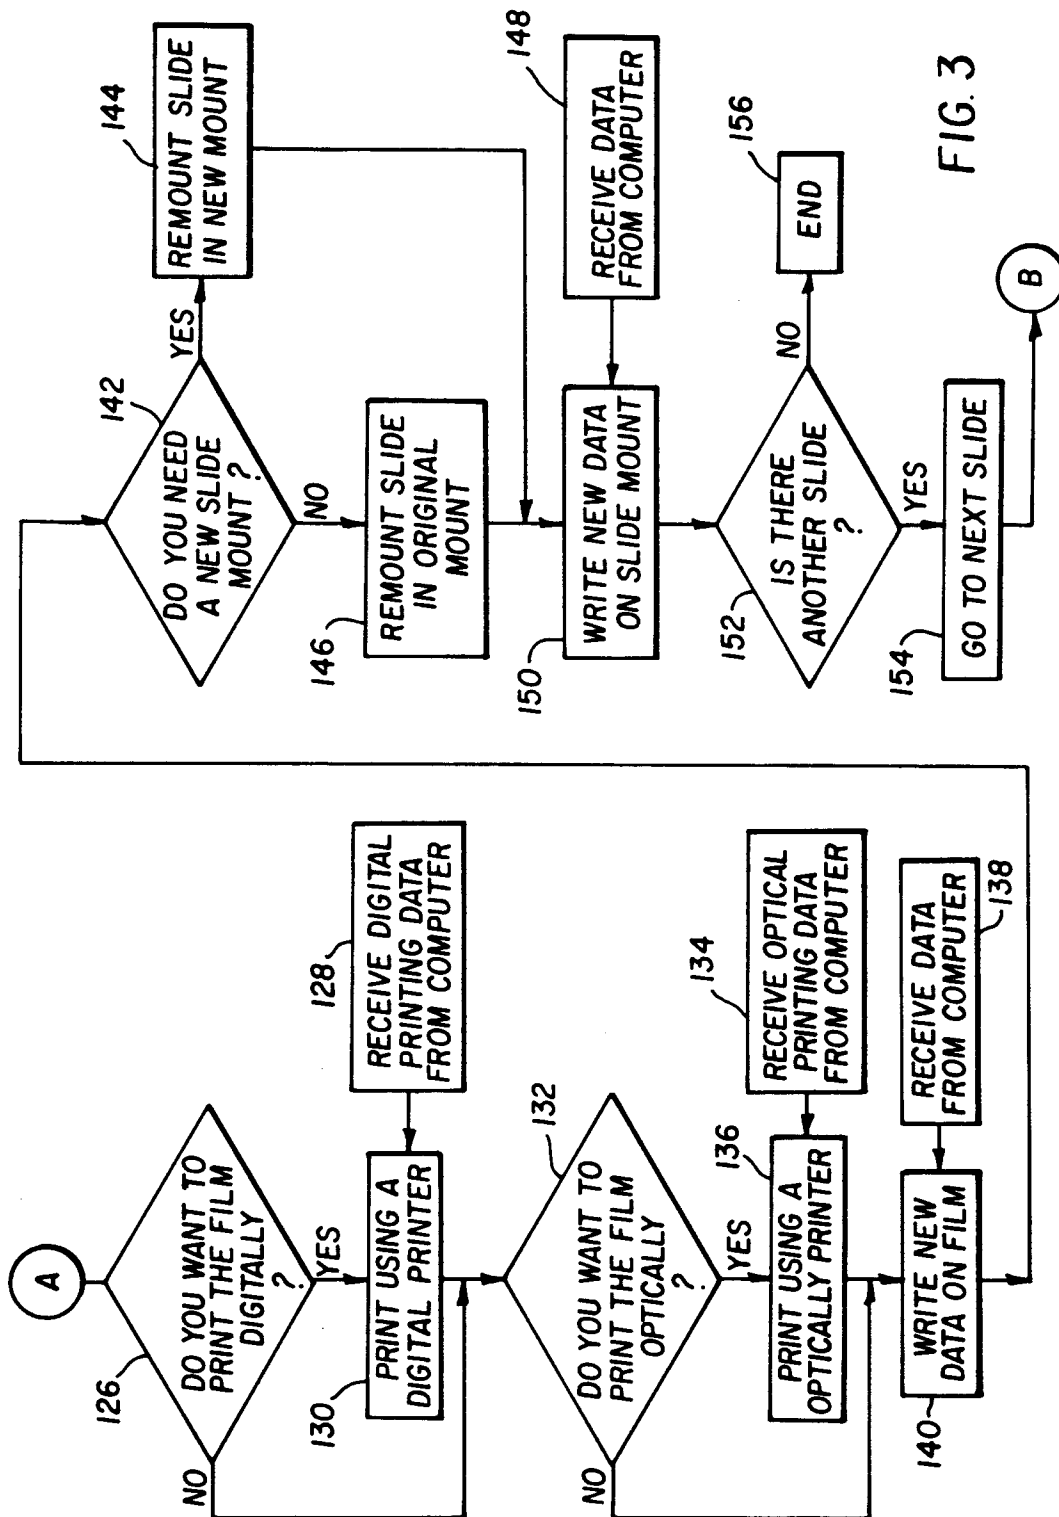 A
126
DO YOU WANT TO
PRINT THE FILM
DIGITALLY
?
NO
YES
128
RECEIVE DIGITAL
PRINTING DATA
FROM COMPUTER
130
PRINT USING A
DIGITAL PRINTER
132
DO YOU WANT TO
PRINT THE FILM
OPTICALLY
?
NO
YES
134
RECEIVE OPTICAL
PRINTING DATA
FROM COMPUTER
136
PRINT USING A
OPTICALLY PRINTER
138
RECEIVE DATA
FROM COMPUTER
140
WRITE NEW
DATA ON FILM
142
DO YOU NEED
A NEW SLIDE
MOUNT ?
YES
NO
144
REMOUNT SLIDE
IN NEW MOUNT
146
REMOUNT SLIDE
IN ORIGINAL
MOUNT
148
RECEIVE DATA
FROM COMPUTER
150
WRITE NEW DATA
ON SLIDE MOUNT
152
IS THERE
ANOTHER SLIDE
?
NO
YES
156
END
154
GO TO NEXT SLIDE
B
FIG. 3